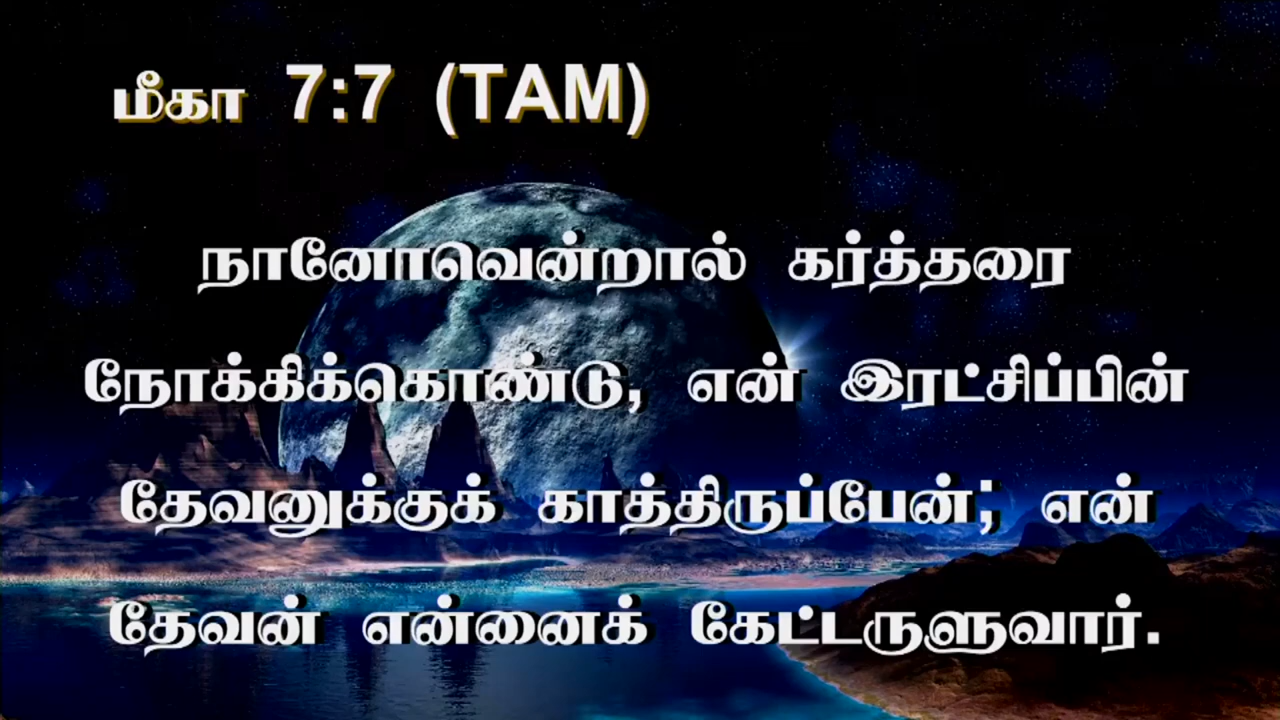 மீகா 7:7 (TAM)
நானோவென்றால் கர்த்தரை
நோக்கிக்கொண்டு, என் இரட்சிப்பின்
தேவனுக்குக் காத்திருப்பேன்; என்
தேவன் என்னைக் கேட்டருளுவார்.